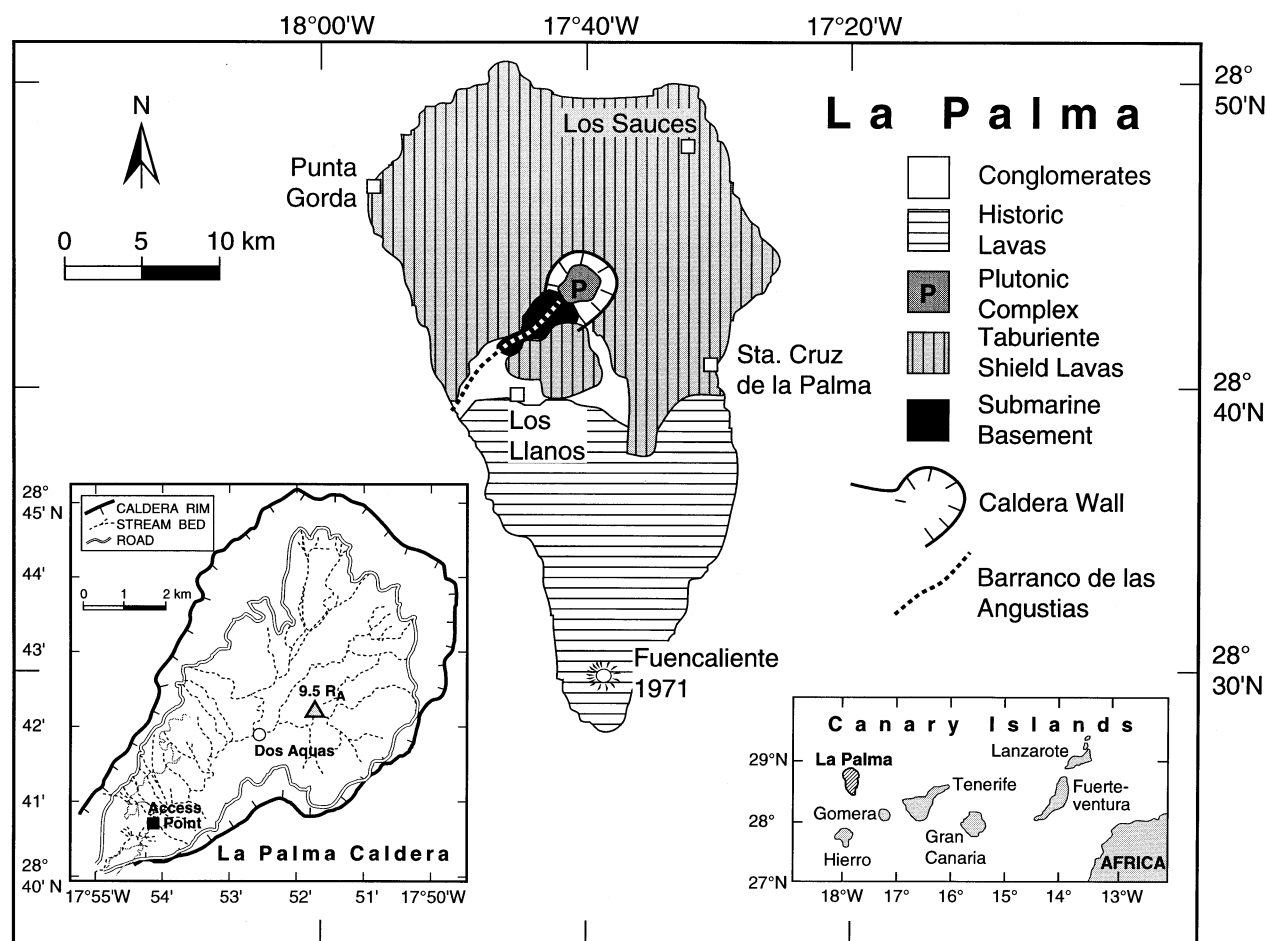 18°00'W
17°40'W
17°20'W
28°
50'N
28°
40'N
28°
30'N
N
0 5 10 km
La Palma
Conglomerates
Historic
Lavas
P
Plutonic
Complex
Taburiente
Shield Lavas
Submarine
Basement
Caldera Wall
Barranco de las
Angustias
Los Sauces
Punta
Gorda
P
Sta. Cruz
de la Palma
Los
Llanos
Fuencaliente
1971
28°
45' N
44'
43'
42'
41'
28°
40' N
17°55'W 54' 53' 52' 51' 17°50'W
CALDERA RIM
STREAM BED
ROAD
0 1 2 km
9.5 RA
Dos Aquas
Access
Point
La Palma Caldera
Canary Islands
29°N
28°
27°N
18°W 17° 16° 15° 14° 13°W
La Palma
Lanzarote
Tenerife
Fuerte-
ventura
Gomera
Gran
Canaria
Hierro
AFRICA